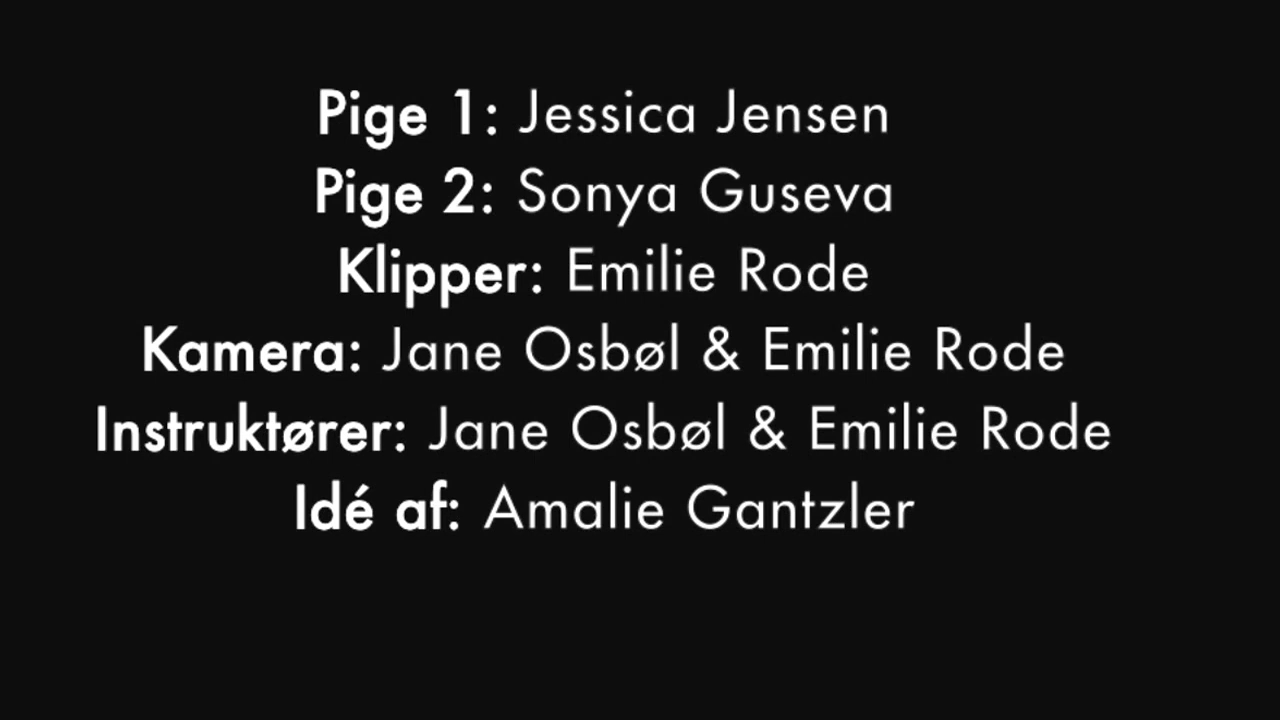 Pige 1: Jessica Jensen
Pige 2: Sonya Guseva
Klipper: Emilie Rode
Kamera: Jane Osbøl & Emilie Rode
Instruktører: Jane Osbøl & Emilie Rode
Idé af: Amalie Gantzler